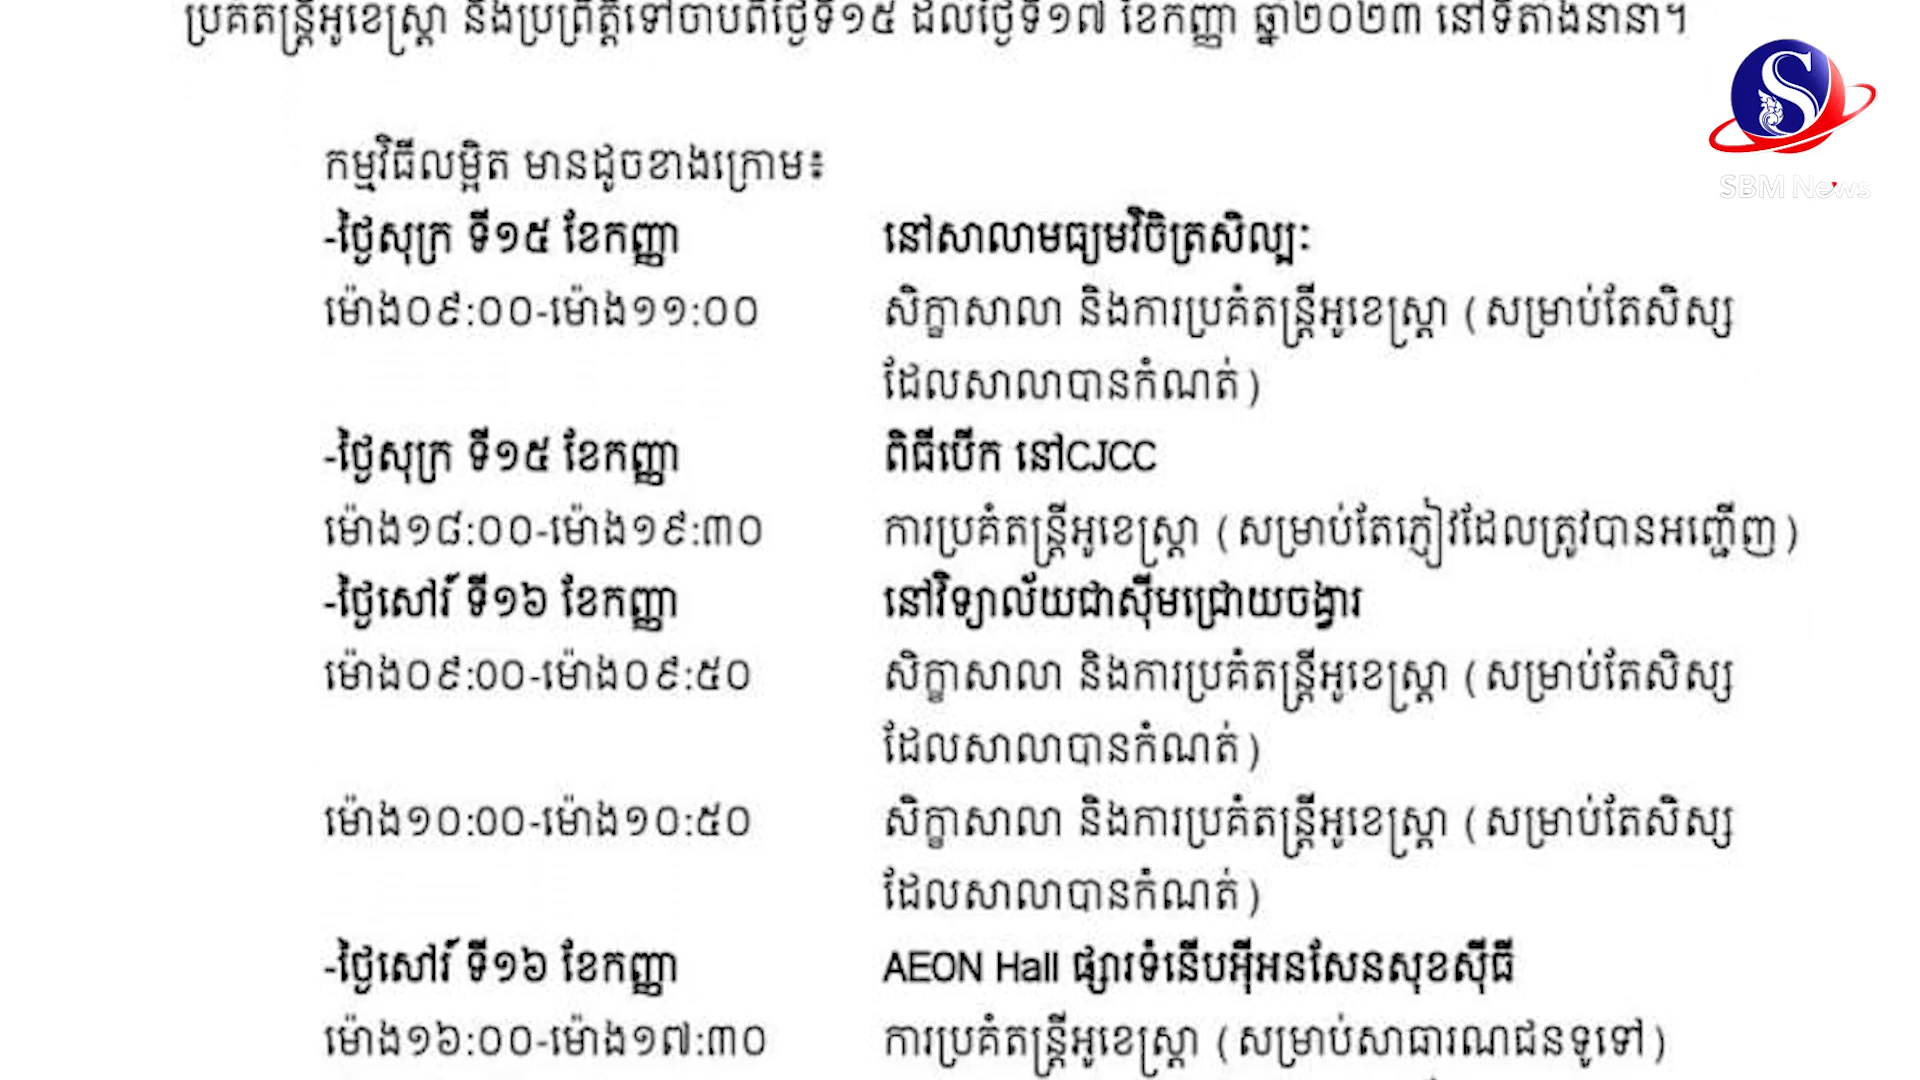 ប្រគំតន្ត្រីអូខេស្ត្រា នឹងប្រព្រឹត្តិទៅចាប់ពីថ្ងៃទី១៥ ដល់ថ្ងៃទី១៧ ខែកញ្ញា ឆ្នាំ២០២៣ នៅទីតាំងនានា។
SBM News
កម្មវិធីលម្អិត មានដូចខាងក្រោម៖
-ថ្ងៃសុក្រ ទី១៥ ខែកញ្ញា នៅសាលាមធ្យមវិចិត្រសិល្បៈ
ម៉ោង០៩:០០-ម៉ោង១១:០០ សិក្ខាសាលា និងការប្រគំតន្ត្រីអូខេស្ត្រា (សម្រាប់តែសិស្ស
ដែលសាលាបានកំណត់)
-ថ្ងៃសុក្រ ទី១៥ ខែកញ្ញា ពិធីបើក នៅCJCC
ម៉ោង១៨:០០-ម៉ោង១៩:៣០ ការប្រគំតន្ត្រីអូខេស្ត្រា (សម្រាប់តែភ្ញៀវដែលត្រូវបានអញ្ជើញ)
-ថ្ងៃសៅរ៍ ទី១៦ ខែកញ្ញា នៅវិទ្យាល័យជាស៊ីមជ្រោយចង្វារ
ម៉ោង០៩:០០-ម៉ោង០៩:៥០ សិក្ខាសាលា និងការប្រគំតន្ត្រីអូខេស្ត្រា (សម្រាប់តែសិស្ស
ដែលសាលាបានកំណត់)
ម៉ោង១០:០០-ម៉ោង១០:៥០ សិក្ខាសាលា និងការប្រគំតន្ត្រីអូខេស្ត្រា (សម្រាប់តែសិស្ស
ដែលសាលាបានកំណត់)
-ថ្ងៃសៅរ៍ ទី១៦ ខែកញ្ញា AEON Hall ផ្សារទំនើបអ៊ីអនសែនសុខស៊ីធី
ម៉ោង១៦:០០-ម៉ោង១៧:៣០ ការប្រគំតន្ត្រីអូខេស្ត្រា (សម្រាប់សាធារណជនទូទៅ)